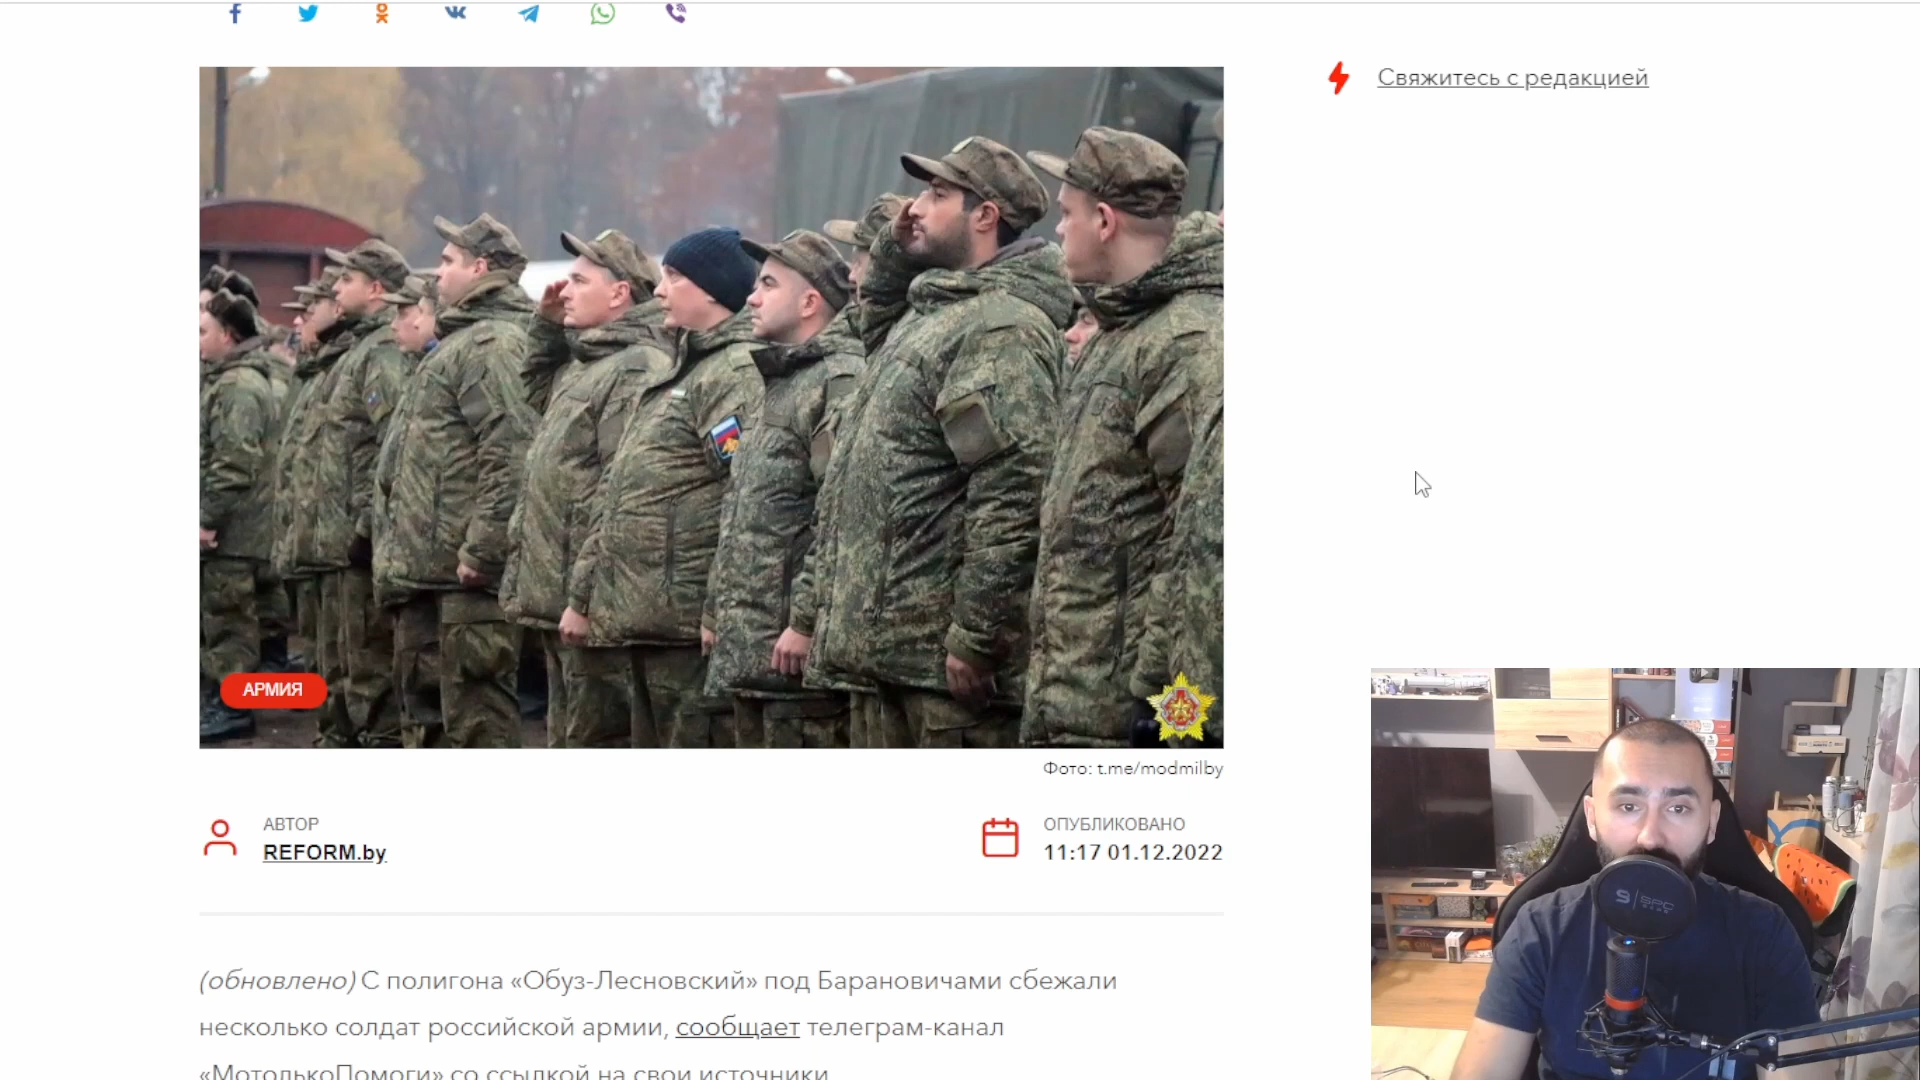 Свяжитесь с редакцией
АРМИЯ
Фото: t.me/modmilby
АВТОР
REFORM.by
ОПУБЛИКОВАНО
11:17 01.12.2022
(обновлено) С полигона «Обуз-Лесновский» под Барановичами сбежали
несколько солдат российской армии, сообщает телеграм-канал
«МотолькоПомоги» со ссылкой на свои источники.
SPC